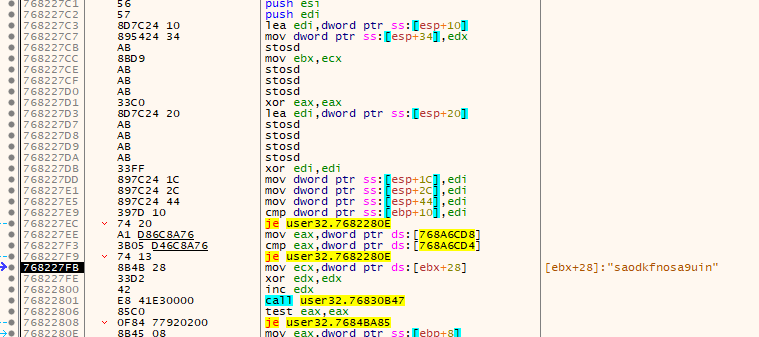 768227C1 56 push esi
768227C2 57 push edi
768227C3 8D7C24 10 lea edi,dword ptr ss:[esp+10]
768227C7 895424 34 mov dword ptr ss:[esp+34],edx
768227CB AB stosd
768227CC 8BD9 mov ebx,ecx
768227CE AB stosd
768227CF AB stosd
768227D0 AB stosd
768227D1 33C0 xor eax,eax
768227D3 8D7C24 20 lea edi,dword ptr ss:[esp+20]
768227D7 AB stosd
768227D8 AB stosd
768227D9 AB stosd
768227DA AB stosd
768227DB 33FF xor edi,edi
768227DD 897C24 1C mov dword ptr ss:[esp+1C],edi
768227E1 897C24 2C mov dword ptr ss:[esp+2C],edi
768227E5 897C24 44 mov dword ptr ss:[esp+44],edi
768227E9 397D 10 cmp dword ptr ss:[ebp+10],edi
768227EC 74 20 je user32.7682280E
768227EE A1 D86C8A76 mov eax,dword ptr ds:[768A6CD8]
768227F3 3B05 D46C8A76 cmp eax,dword ptr ds:[768A6CD4]
768227F9 74 13 je user32.7682280E
768227FB 8B4B 28 mov ecx,dword ptr ds:[ebx+28] [ebx+28]:"saodkfnosa9uin"
768227FE 33D2 xor edx,edx
76822800 42 inc edx
76822801 E8 41E30000 call user32.76830B47
76822806 85C0 test eax,eax
76822808 0F84 77920200 je user32.7684BA85
7682280E 8B45 08 mov eax,dword ptr ss:[ebp+8]